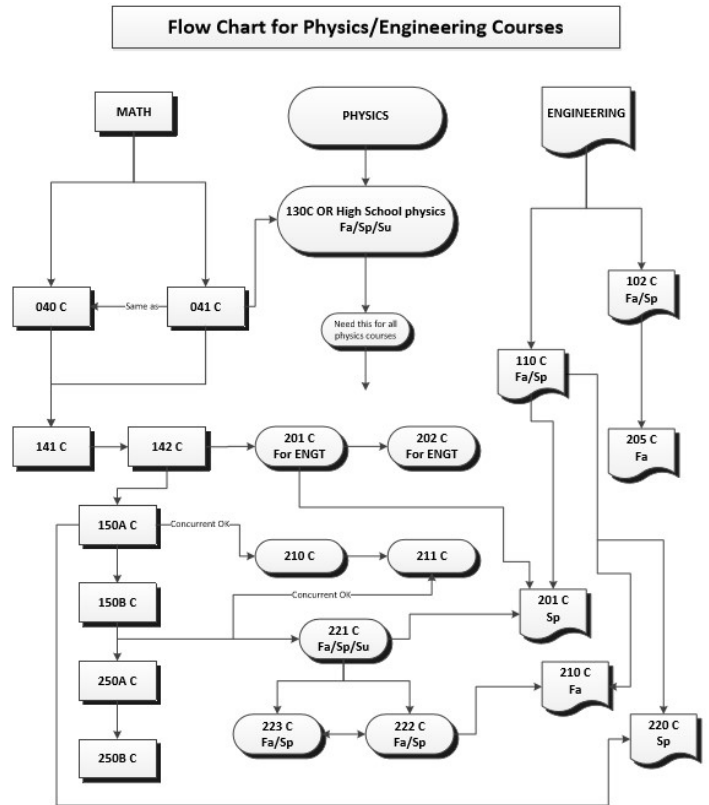 Flow Chart for Physics/Engineering Courses
MATH
PHYSICS
ENGINEERING
130C OR High School physics
Fa/Sp/Su
102 C
Fa/Sp
040 C
Same as
041 C
Need this for all
physics courses
110 C
Fa/Sp
141 C
142 C
201 C
For ENGT
202 C
For ENGT
205 C
Fa
150A C
Concurrent OK
210 C
211 C
150B C
Concurrent OK
201 C
Sp
221 C
Fa/Sp/Su
250A C
210 C
Fa
223 C
Fa/Sp
222 C
Fa/Sp
220 C
Sp
250B C